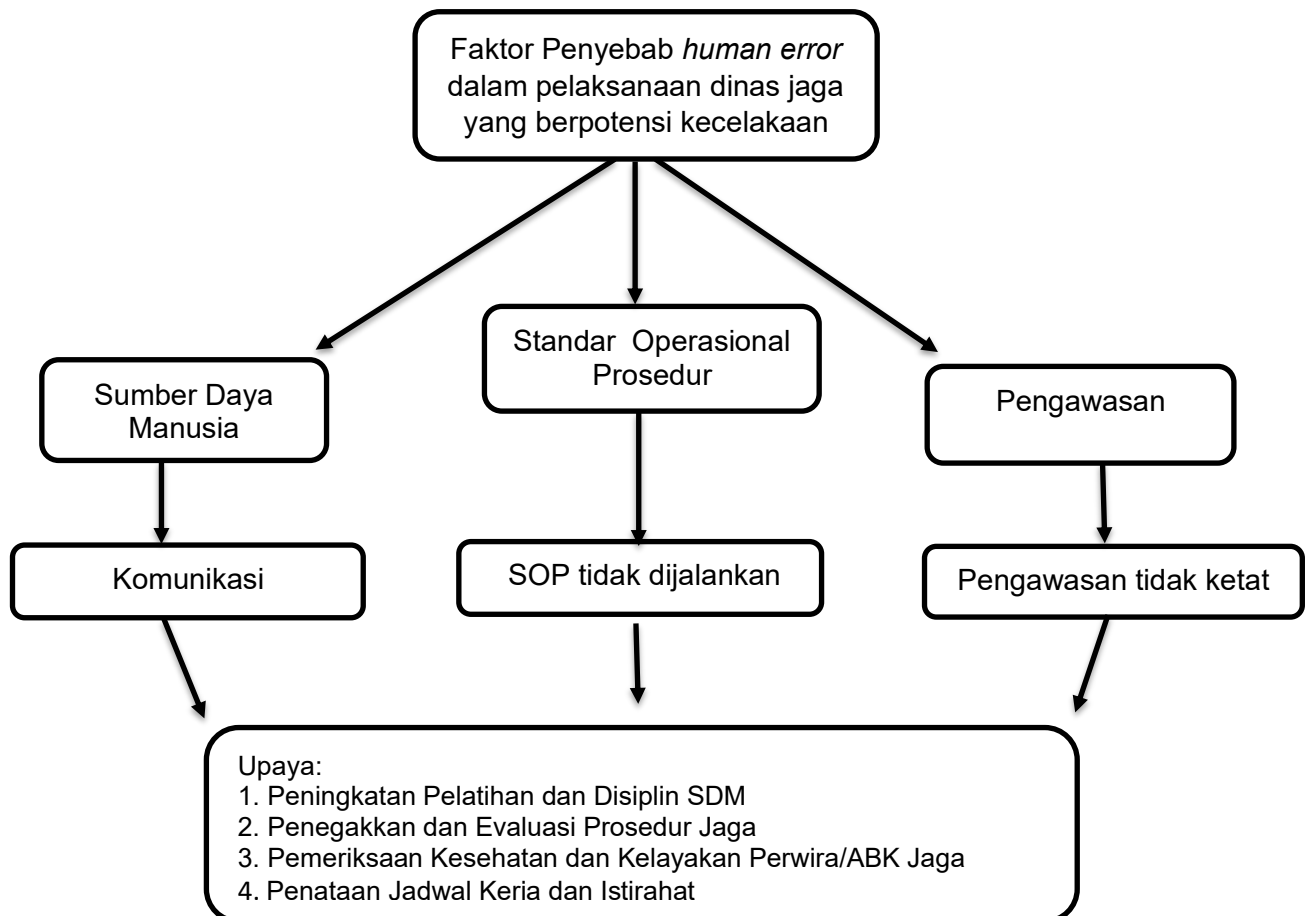 Faktor Penyebab human error
dalam pelaksanaan dinas jaga
yang berpotensi kecelakaan
Sumber Daya
Manusia
Standar Operasional
Prosedur
Pengawasan
Komunikasi
SOP tidak dijalankan
Pengawasan tidak ketat
Upaya:
1. Peningkatan Pelatihan dan Disiplin SDM
2. Penegakkan dan Evaluasi Prosedur Jaga
3. Pemeriksaan Kesehatan dan Kelayakan Perwira/ABK Jaga
4. Penataan Jadwal Kerja dan Istirahat